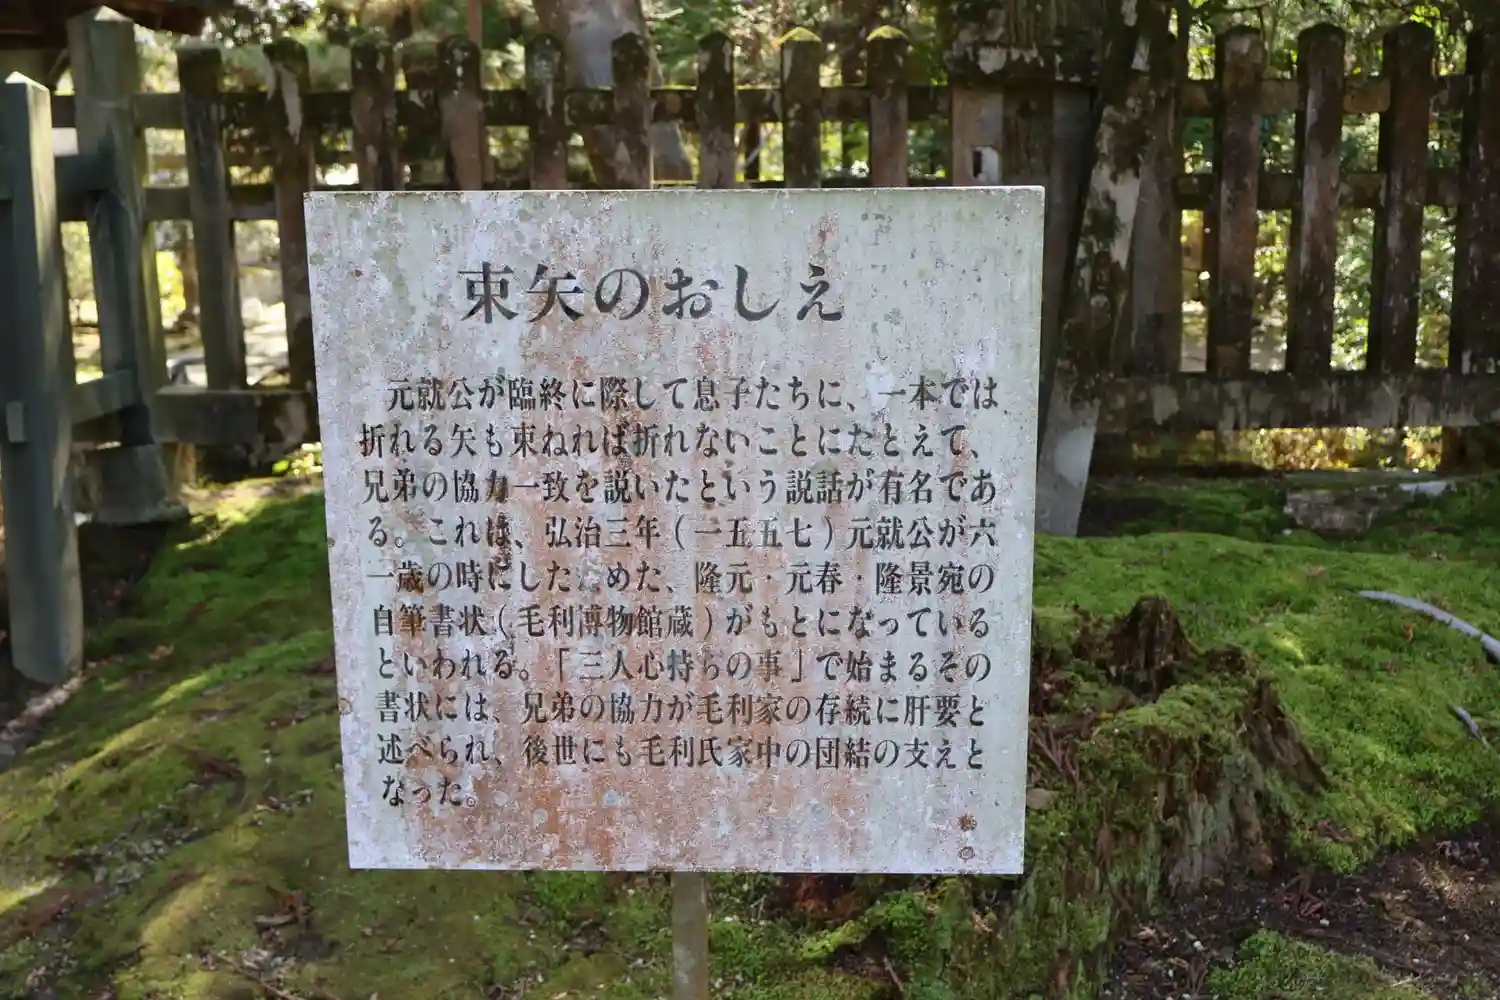 束矢のおしえ
元就公が臨終に際して息子たちに、一本では
折れる矢も束ねれば折れないことにたとえて、
兄弟の協力一致を説いたという説話が有名であ
る。これは、弘治三年(一五五七)元就公が六
一歳の時にしたためた、隆元・元春・隆景宛の
自筆書状(毛利博物館蔵)がもとになっている
といわれる。「三人心持ちの事」で始まるその
書状には、兄弟の協力が毛利家の存続に肝要と
述べられ、後世にも毛利氏家中の団結の支えと
なった。